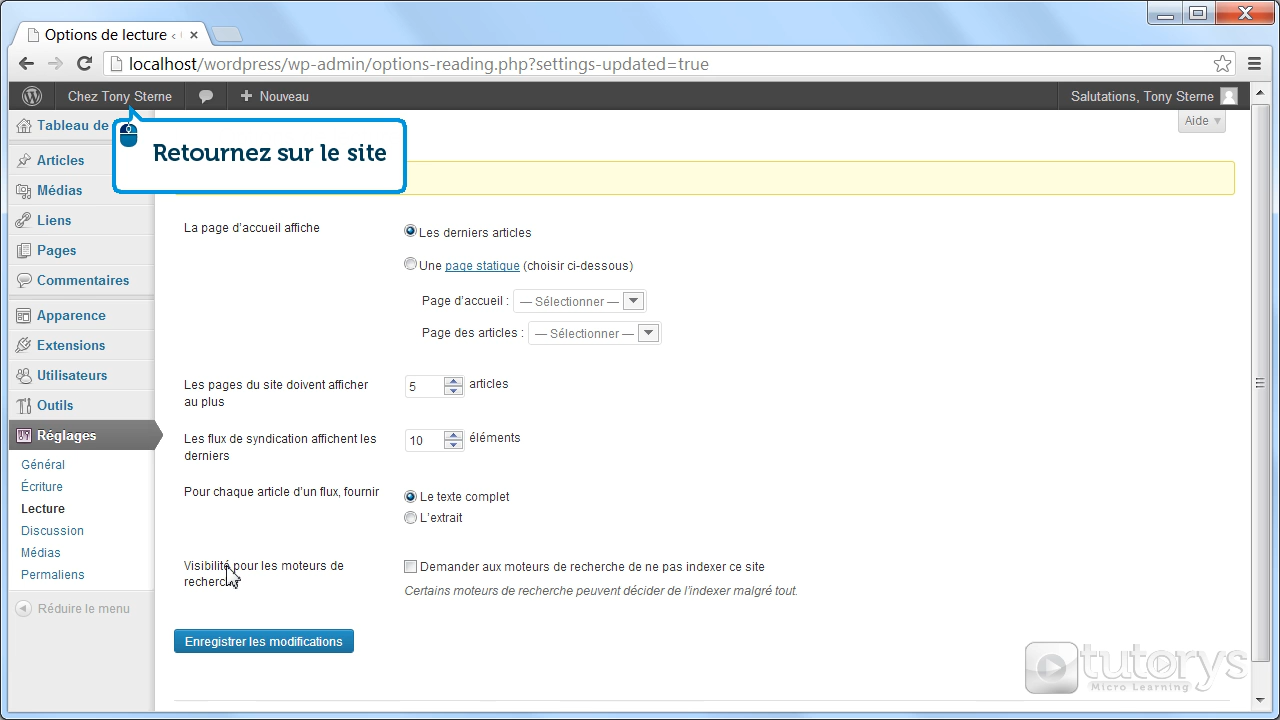 Options de lecture ‹
localhost/wordpress/wp-admin/options-reading.php?settings-updated=true
Chez Tony Sterne
Nouveau
Salutations, Tony Sterne
Aide
Retournez sur le site
Tableau de
Articles
Médias
Liens
Pages
Commentaires
Apparence
Extensions
Utilisateurs
Outils
Réglages
Général
Écriture
Lecture
Discussion
Médias
Permaliens
Réduire le menu
La page d'accueil affiche
Les derniers articles
Une page statique (choisir ci-dessous)
Page d'accueil : — Sélectionner —
Page des articles : — Sélectionner —
Les pages du site doivent afficher
au plus
5 articles
Les flux de syndication affichent les
derniers
10 éléments
Pour chaque article d'un flux, fournir
Le texte complet
L'extrait
Visibilité pour les moteurs de
recherche
Demander aux moteurs de recherche de ne pas indexer ce site
Certains moteurs de recherche peuvent décider de l'indexer malgré tout.
Enregistrer les modifications
tutorys
Micro Learning